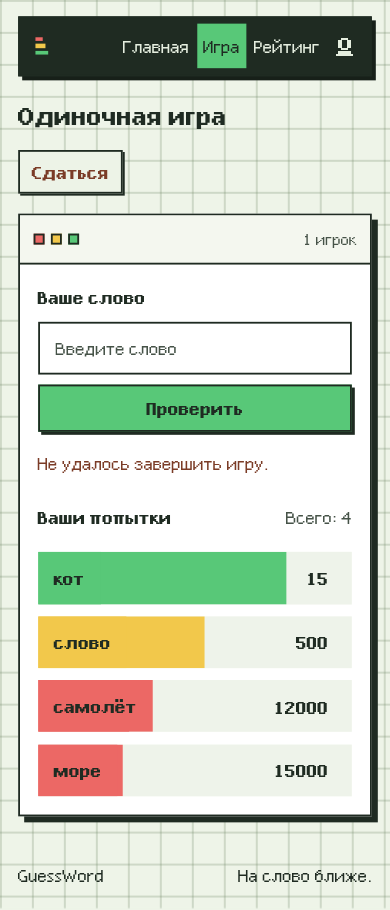 Главная Игра Рейтинг
Одиночная игра
Сдаться
1 игрок
Ваше слово
Введите слово
Проверить
Не удалось завершить игру.
Ваши попытки Всего: 4
кот 15
слово 500
самолёт 12000
море 15000
GuessWord На слово ближе.